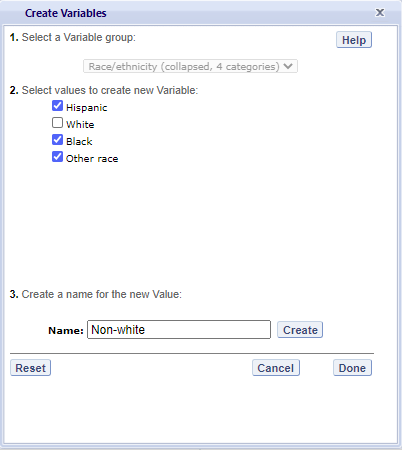 Create Variables
1. Select a Variable group:
Help
Race/ethnicity (collapsed, 4 categories)
2. Select values to create new Variable:
Hispanic
White
Black
Other race
3. Create a name for the new Value:
Name: Non-white Create
Reset Cancel Done